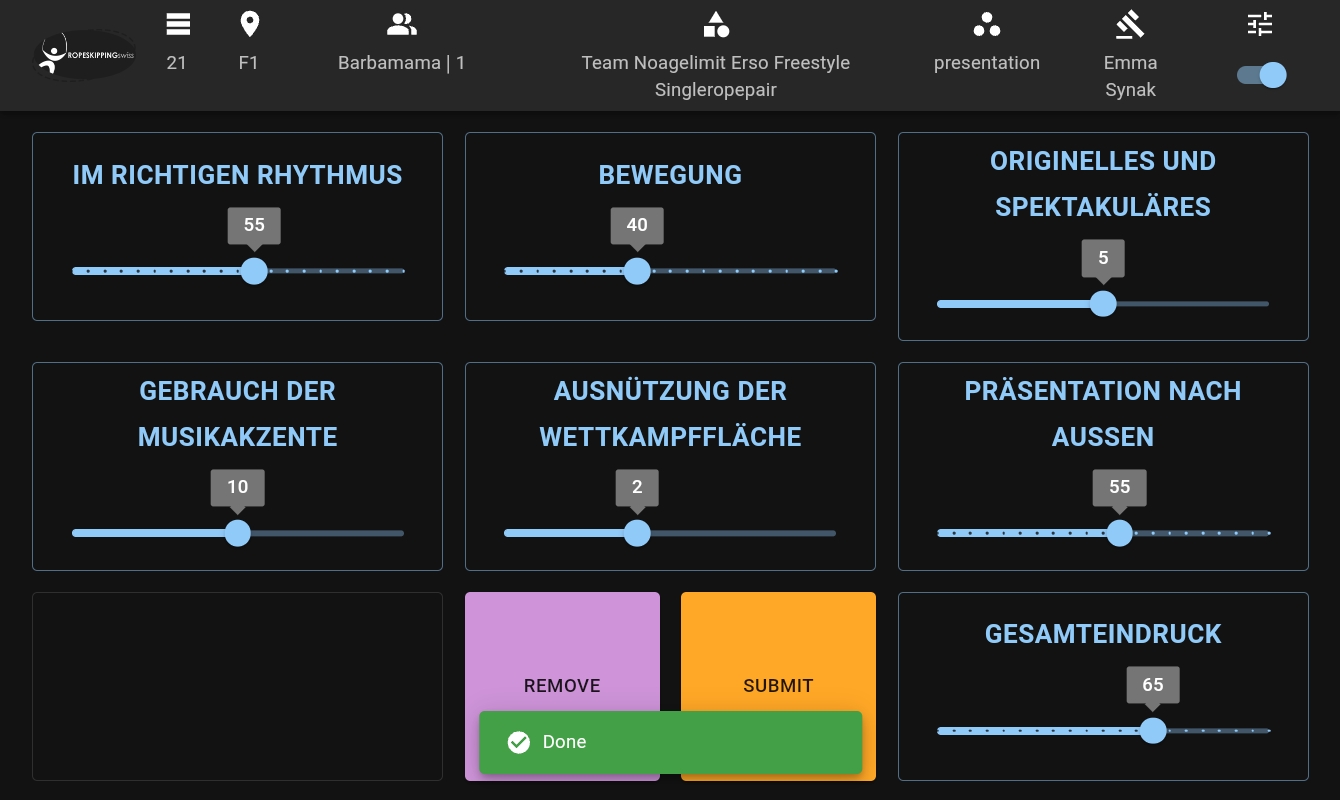 ROPESKIPPINGswiss
21
F1
Barbamama | 1
Team Noagelimit Erso Freestyle
Singleropepair
presentation
Emma
Synak
IM RICHTIGEN RHYTHMUS
55
BEWEGUNG
40
ORIGINELLES UND
SPEKTAKULÄRES
5
GEBRAUCH DER
MUSIKAKZENTE
10
AUSNÜTZUNG DER
WETTKAMPFFLÄCHE
2
PRÄSENTATION NACH
AUSSEN
55
REMOVE
SUBMIT
Done
GESAMTEINDRUCK
65